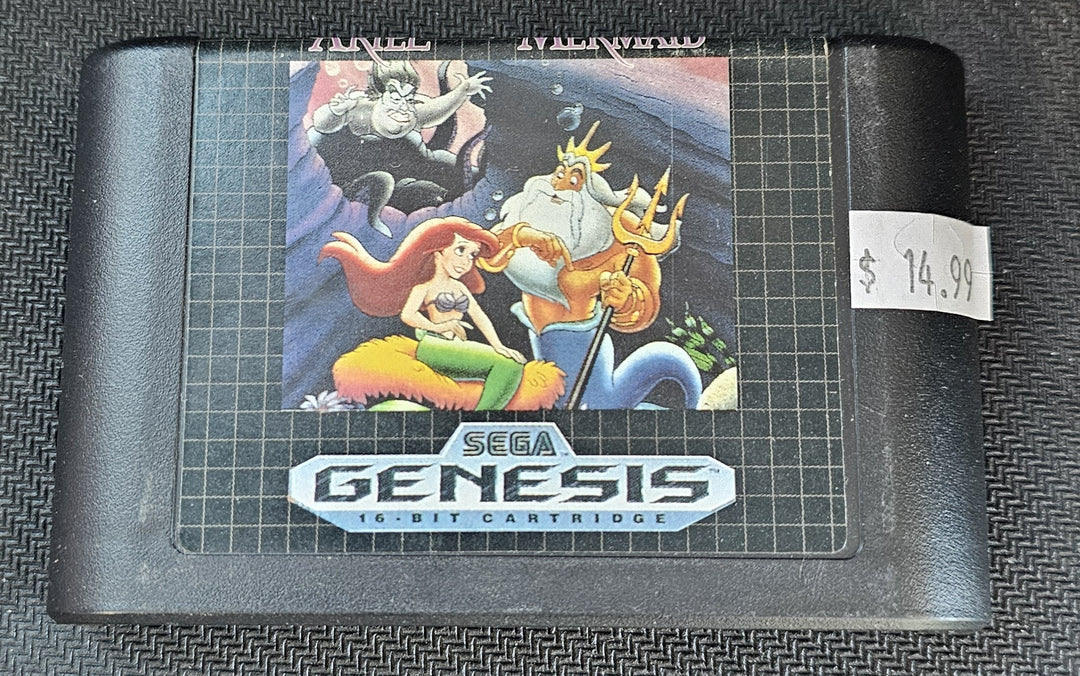 ARIEL MERMAID
$ 14.99
SEGA
GENESIS
16-BIT CARTRIDGE